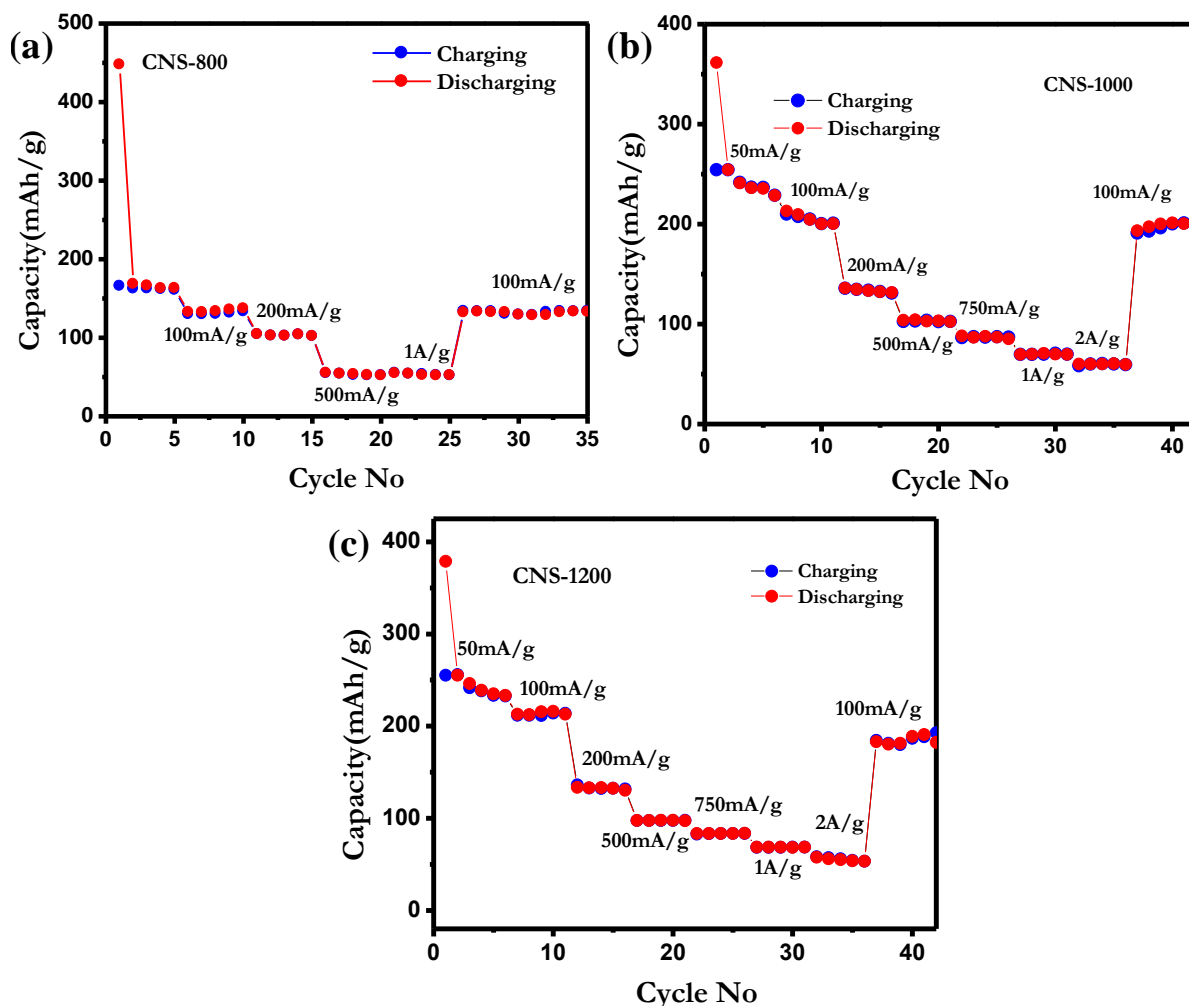 (a)
CNS-800
Charging
Discharging
500
400
300
200
100
0
100mA/g
200mA/g
500mA/g
1A/g
100mA/g
0 5 10 15 20 25 30 35
Capacity(mAh/g)
Cycle No
(b)
CNS-1000
Charging
Discharging
400
300
200
100
0
50mA/g
100mA/g
200mA/g
500mA/g
750mA/g
1A/g
2A/g
100mA/g
0 10 20 30 40
Capacity(mAh/g)
Cycle No
(c)
CNS-1200
Charging
Discharging
400
300
200
100
0
50mA/g
100mA/g
200mA/g
500mA/g
750mA/g
1A/g
2A/g
100mA/g
0 10 20 30 40
Capacity(mAh/g)
Cycle No